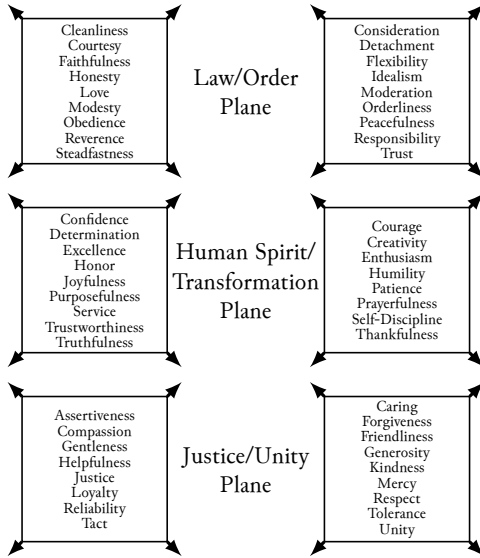 Cleanliness
Courtesy
Faithfulness
Honesty
Love
Modesty
Obedience
Reverence
Steadfastness
Law/Order
Plane
Consideration
Detachment
Flexibility
Idealism
Moderation
Orderliness
Peacefulness
Responsibility
Trust
Confidence
Determination
Excellence
Honor
Joyfulness
Purposefulness
Service
Trustworthiness
Truthfulness
Human Spirit/
Transformation
Plane
Courage
Creativity
Enthusiasm
Humility
Patience
Prayerfulness
Self-Discipline
Thankfulness
Assertiveness
Compassion
Gentleness
Helpfulness
Justice
Loyalty
Reliability
Tact
Justice/Unity
Plane
Caring
Forgiveness
Friendliness
Generosity
Kindness
Mercy
Respect
Tolerance
Unity